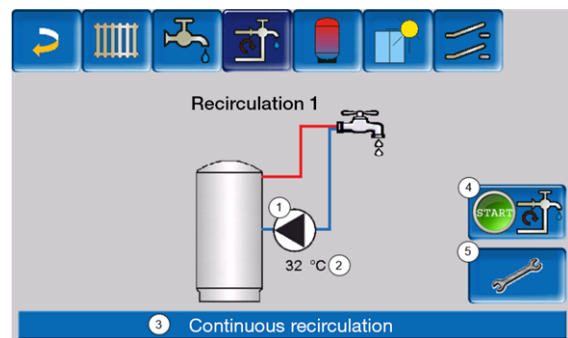 Recirculation 1
1
32 °C 2
4
START
5
3 Continuous recirculation